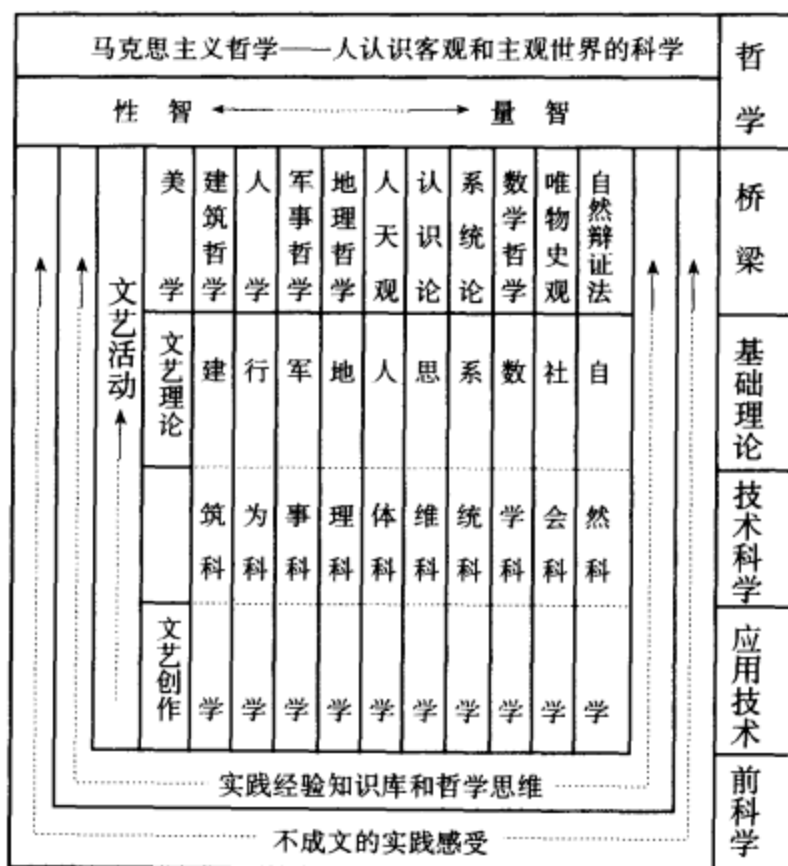 马克思主义哲学——人认识客观和主观世界的科学
哲学
性智
量智
文艺活动
美学
建筑哲学
人学
军事哲学
地理哲学
人天观
认识论
系统论
数学哲学
唯物史观
自然辩证法
桥梁
文艺理论
文艺创作
建筑科学
行为科学
军事科学
地理科学
人体科学
思维科学
系统科学
数学科学
社会科学
自然科学
基础理论
技术科学
应用技术
实践经验知识库和哲学思维
不成文的实践感受
前科学